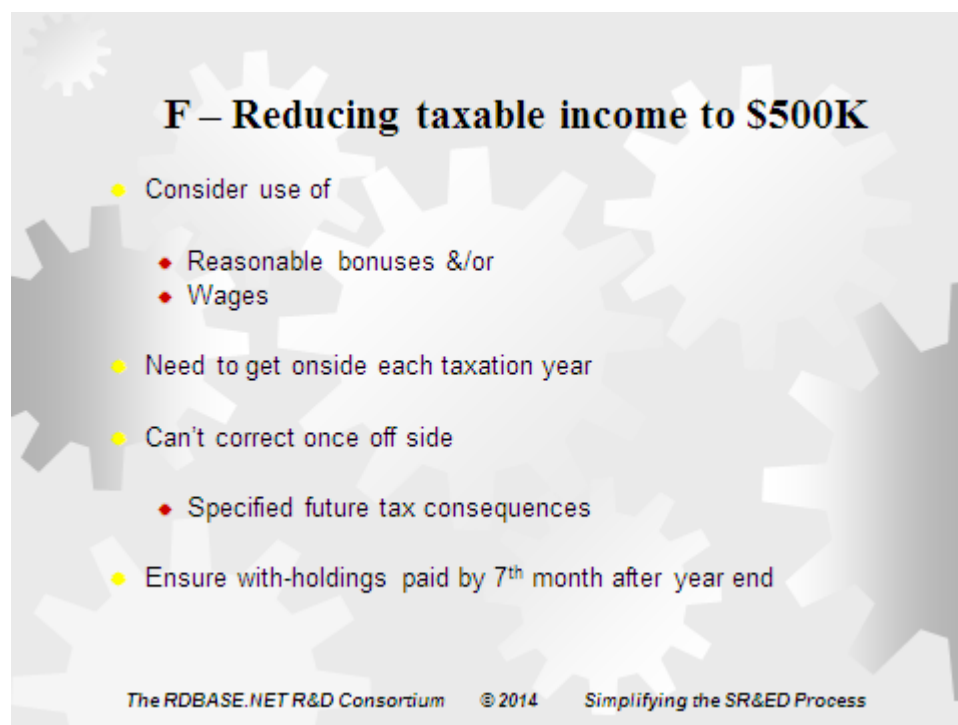 F – Reducing taxable income to $500K
Consider use of
Reasonable bonuses &/or
Wages
Need to get onside each taxation year
Can't correct once off side
Specified future tax consequences
Ensure with-holdings paid by 7th month after year end
The RDBASE.NET R&D Consortium © 2014 Simplifying the SR&ED Process